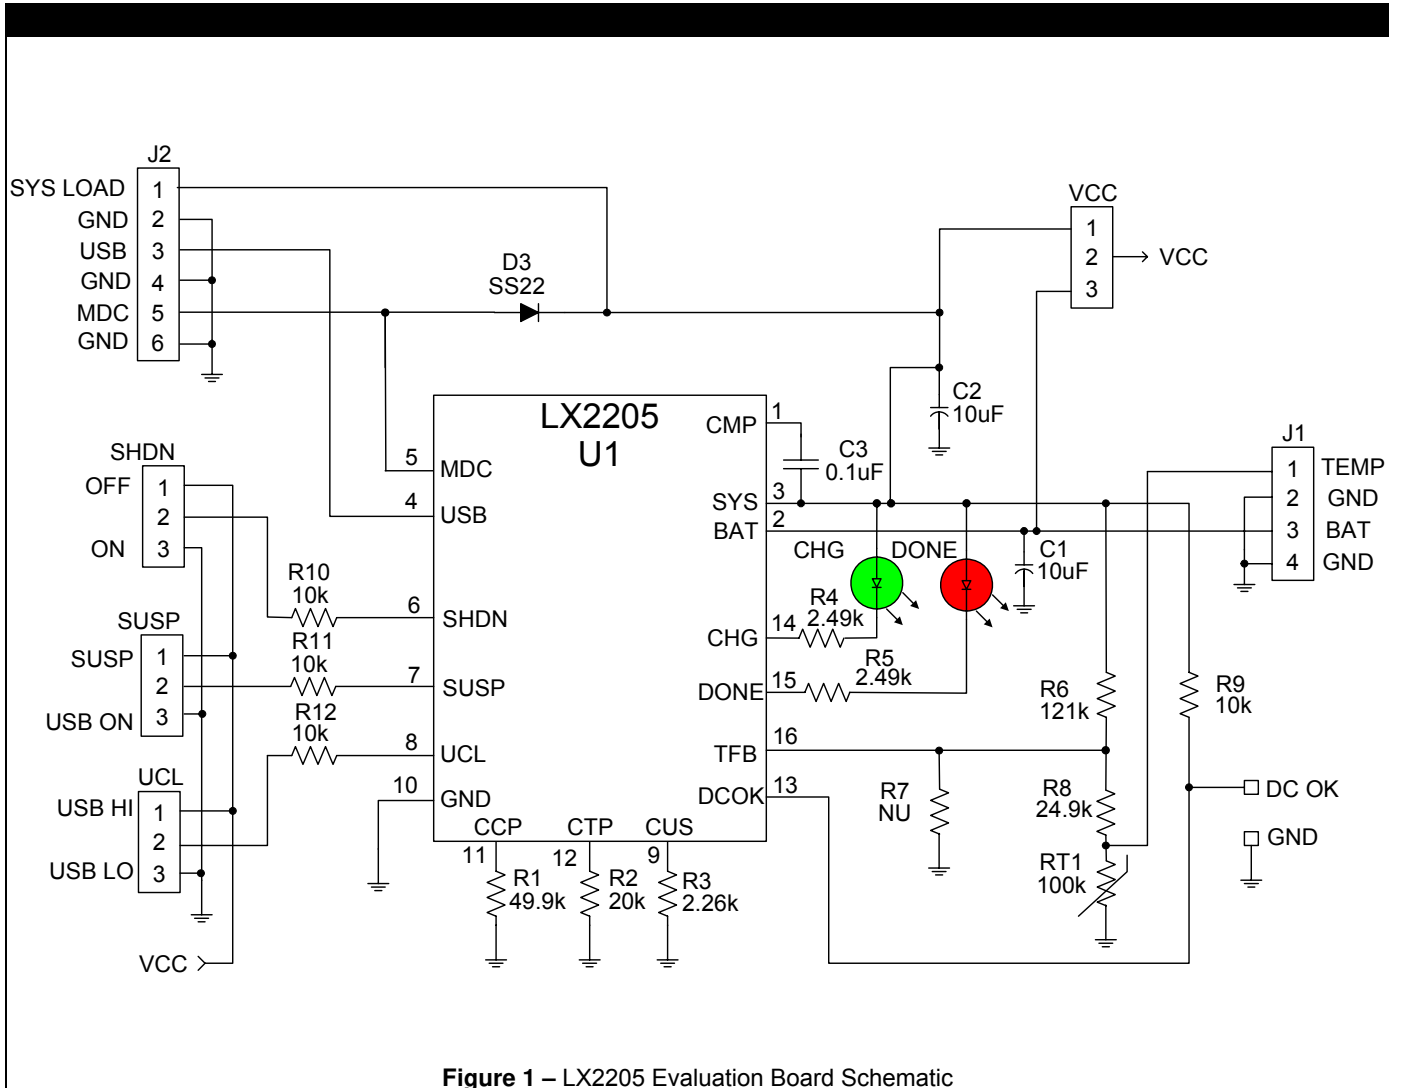 J2
SYS LOAD 1
GND 2
USB 3
GND 4
MDC 5
GND 6
D3
SS22
VCC
1
2 VCC
3
C2
10uF
LX2205
U1
CMP 1
C3
0.1uF
SYS 3
BAT 2
5 MDC
4 USB
J1
1 TEMP
2 GND
3 BAT
4 GND
SHDN
OFF 1
2
ON 3
CHG DONE
C1
10uF
R10
10k
6 SHDN
R4
2.49k
CHG 14
SUSP
SUSP 1
2
USB ON 3
R11
10k
7 SUSP
R5
2.49k
DONE 15
R6
121k
R9
10k
R12
10k
8 UCL
TFB 16
UCL
USB HI 1
2
USB LO 3
10 GND
DCOK 13
R7
NU
R8
24.9k
DC OK
GND
CCP CTP CUS
11 12 9
R1
49.9k
R2
20k
R3
2.26k
RT1
100k
VCC
Figure 1 – LX2205 Evaluation Board Schematic